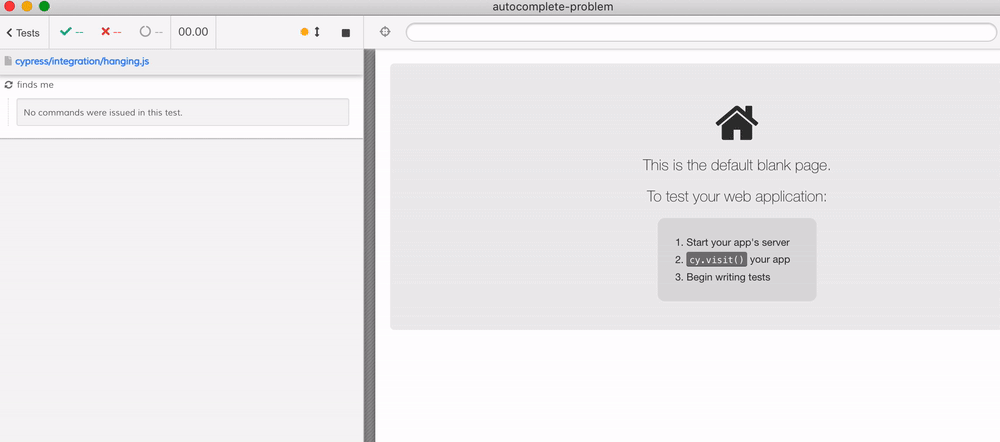 autocomplete-problem
Tests
--
--
--
00.00
cypress/integration/hanging.js
finds me
No commands were issued in this test.
This is the default blank page.
To test your web application:
1. Start your app's server
2. cy.visit() your app
3. Begin writing tests